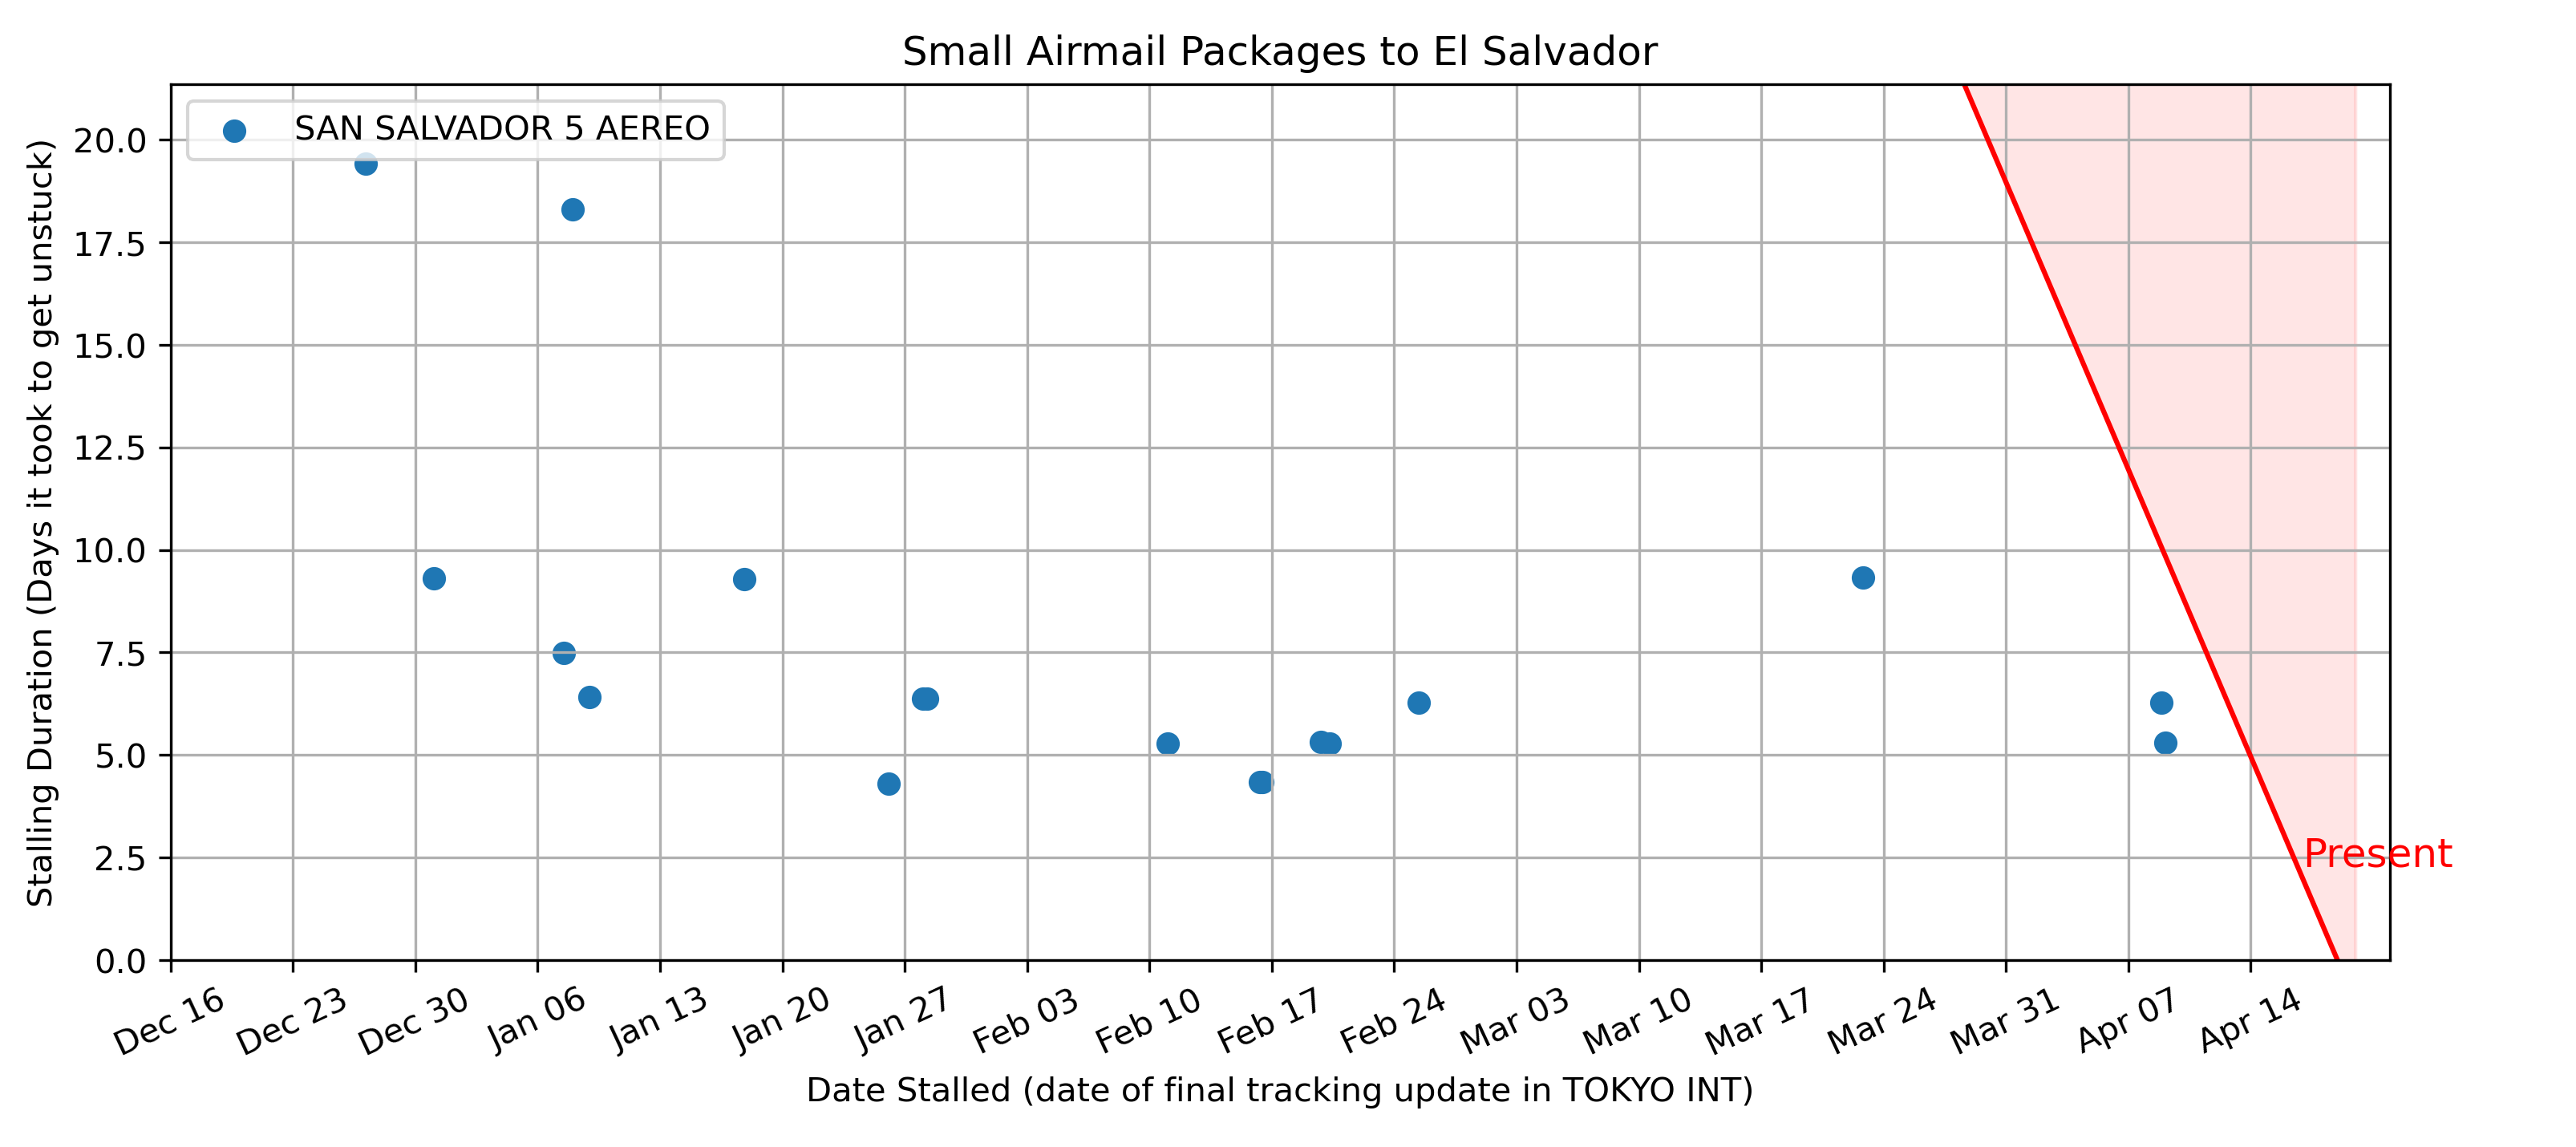 Small Airmail Packages to El Salvador
SAN SALVADOR 5 AEREO
Stalling Duration (Days it took to get unstuck)
20.0
17.5
15.0
12.5
10.0
7.5
5.0
2.5
0.0
Present
Dec 16 Dec 23 Dec 30 Jan 06 Jan 13 Jan 20 Jan 27 Feb 03 Feb 10 Feb 17 Feb 24 Mar 03 Mar 10 Mar 17 Mar 24 Mar 31 Apr 07 Apr 14
Date Stalled (date of final tracking update in TOKYO INT)